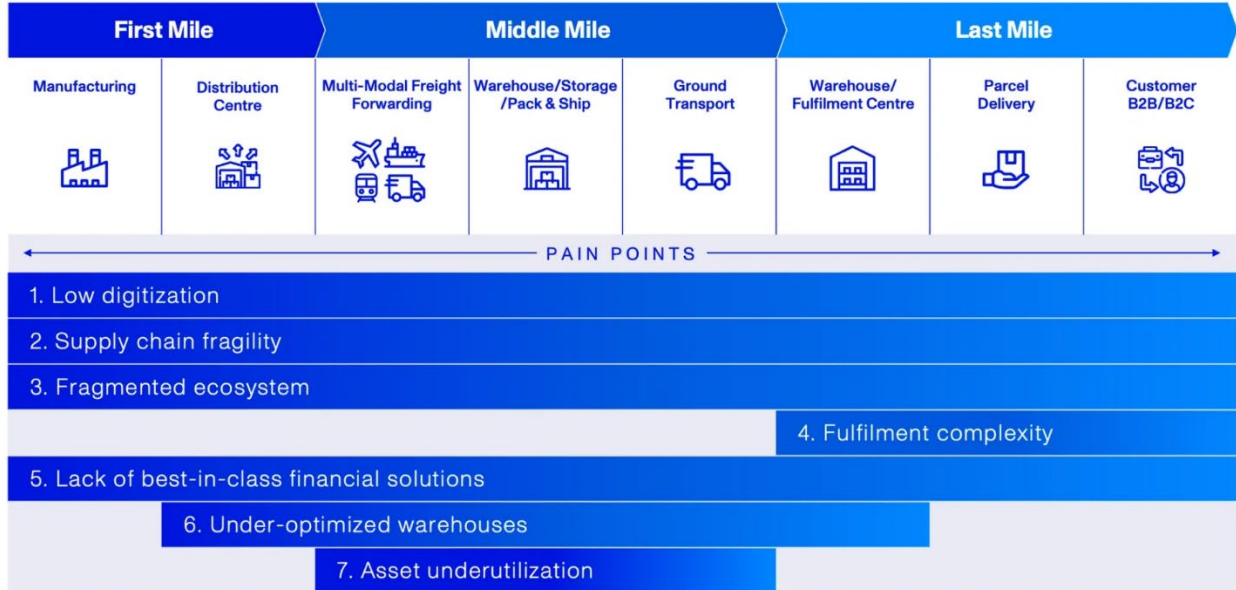 First Mile
Middle Mile
Last Mile
Manufacturing
Distribution
Centre
Multi-Modal Freight
Forwarding
Warehouse/Storage
/Pack & Ship
Ground
Transport
Warehouse/
Fulfilment Centre
Parcel
Delivery
Customer
B2B/B2C
PAIN POINTS
1. Low digitization
2. Supply chain fragility
3. Fragmented ecosystem
4. Fulfilment complexity
5. Lack of best-in-class financial solutions
6. Under-optimized warehouses
7. Asset underutilization